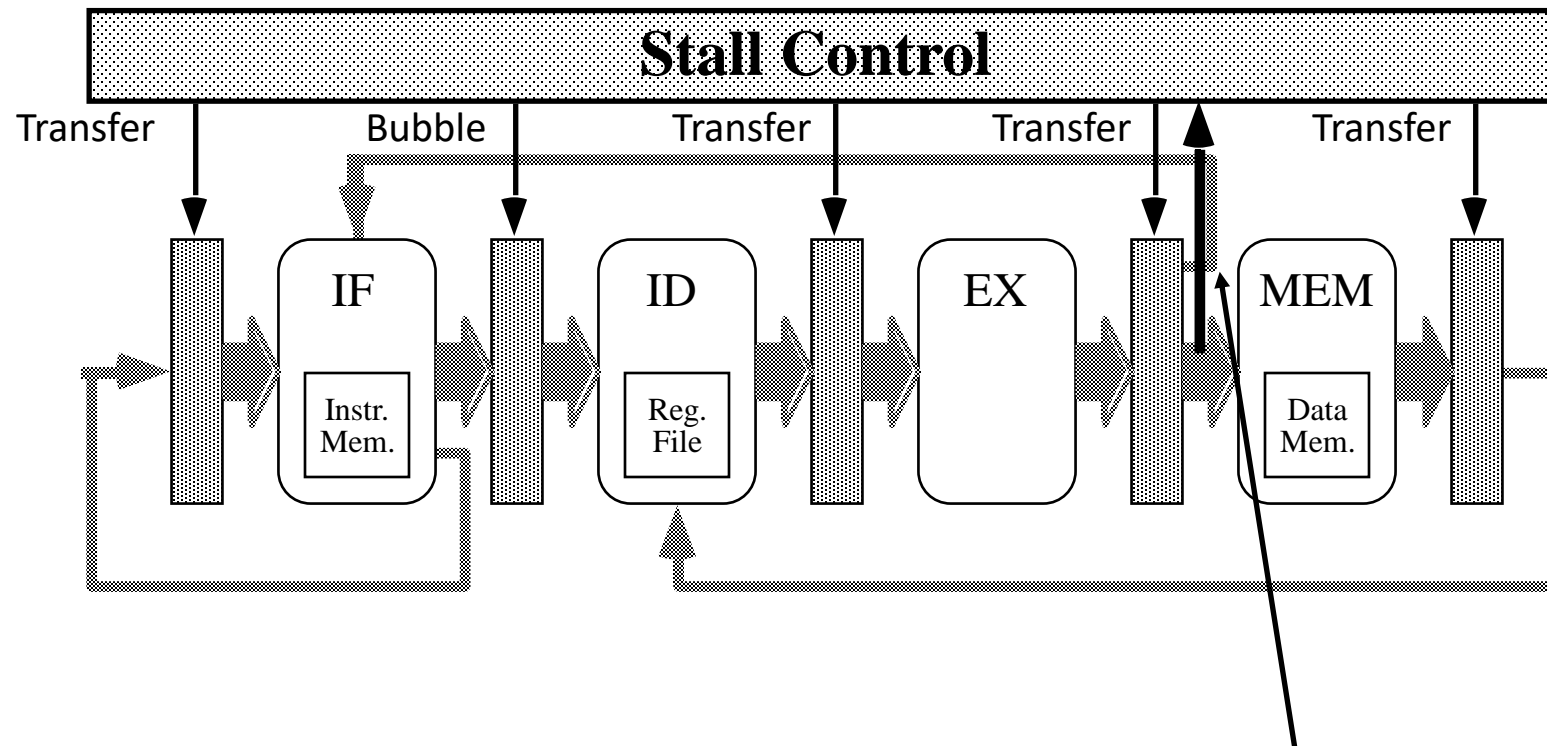 Stall Control
Transfer
Bubble
Transfer
Transfer
Transfer
IF
ID
EX
MEM
Instr.
Mem.
Reg.
File
Data
Mem.